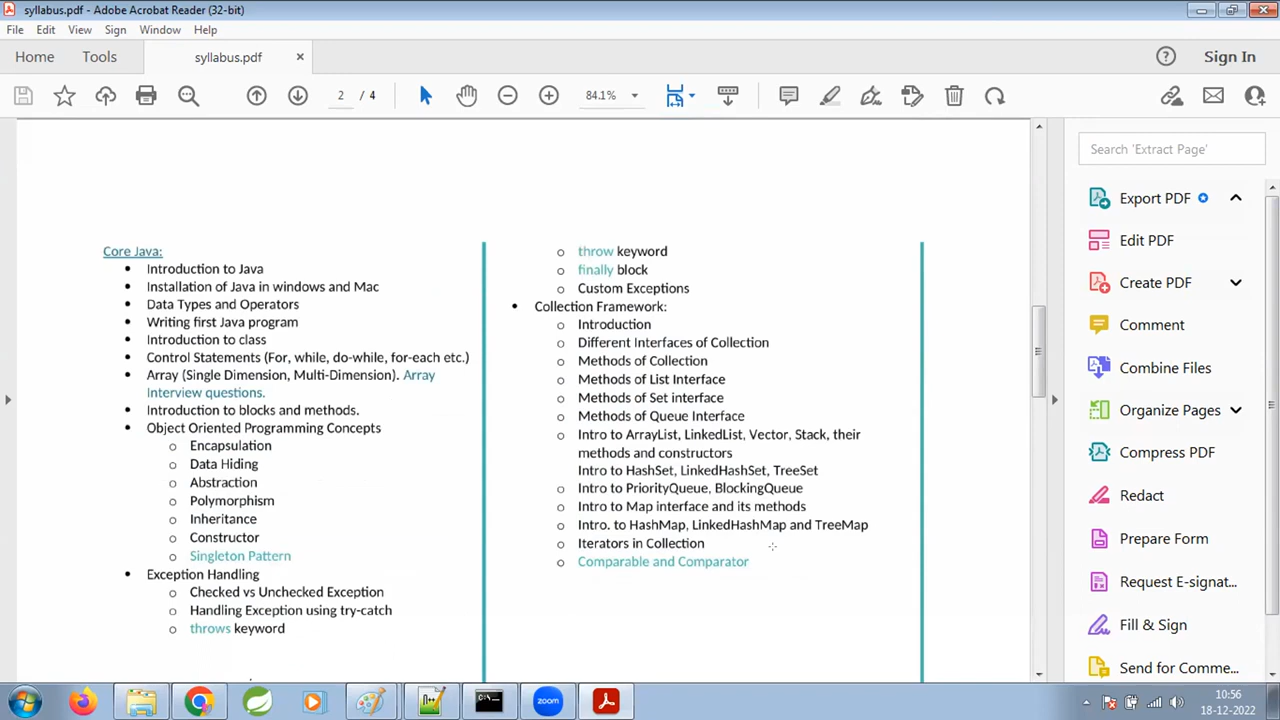 syllabus.pdf - Adobe Acrobat Reader (32-bit)
File Edit View Sign Window Help
Home Tools syllabus.pdf × Sign In
2 / 4 84.1%
Core Java:
• Introduction to Java
• Installation of Java in windows and Mac
• Data Types and Operators
• Writing first Java program
• Introduction to class
• Control Statements (For, while, do-while, for-each etc.)
• Array (Single Dimension, Multi-Dimension). Array
Interview questions.
• Introduction to blocks and methods.
• Object Oriented Programming Concepts
o Encapsulation
o Data Hiding
o Abstraction
o Polymorphism
o Inheritance
o Constructor
o Singleton Pattern
• Exception Handling
o Checked vs Unchecked Exception
o Handling Exception using try-catch
o throws keyword
o throw keyword
o finally block
o Custom Exceptions
• Collection Framework:
o Introduction
o Different Interfaces of Collection
o Methods of Collection
o Methods of List Interface
o Methods of Set interface
o Methods of Queue Interface
o Intro to ArrayList, LinkedList, Vector, Stack, their
methods and constructors
Intro to HashSet, LinkedHashSet, TreeSet
o Intro to PriorityQueue, BlockingQueue
o Intro to Map interface and its methods
o Intro. to HashMap, LinkedHashMap and TreeMap
o Iterators in Collection
o Comparable and Comparator
Search 'Extract Page'
Export PDF
Edit PDF
Create PDF
Comment
Combine Files
Organize Pages
Compress PDF
Redact
Prepare Form
Request E-signat...
Fill & Sign
Send for Comme...
zoom
10:56
18-12-2022